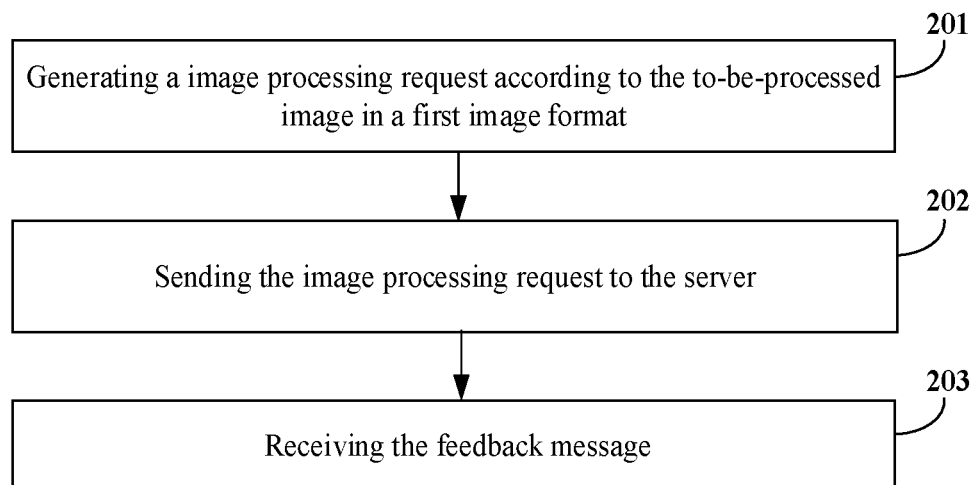 201
Generating a image processing request according to the to-be-processed
image in a first image format
202
Sending the image processing request to the server
203
Receiving the feedback message